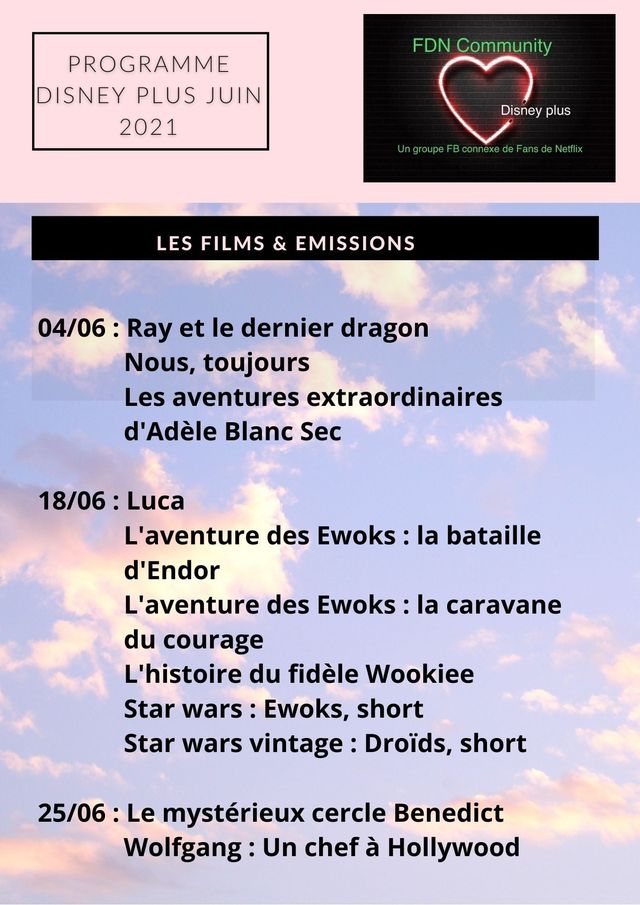 PROGRAMME
DISNEY PLUS JUIN
2021
FDN Community
Disney plus
Un groupe FB connexe de Fans de Netflix
LES FILMS & EMISSIONS
04/06 : Ray et le dernier dragon
Nous, toujours
Les aventures extraordinaires
d'Adèle Blanc Sec
18/06 : Luca
L'aventure des Ewoks : la bataille
d'Endor
L'aventure des Ewoks : la caravane
du courage
L'histoire du fidèle Wookiee
Star wars : Ewoks, short
Star wars vintage : Droïds, short
25/06 : Le mystérieux cercle Benedict
Wolfgang : Un chef à Hollywood